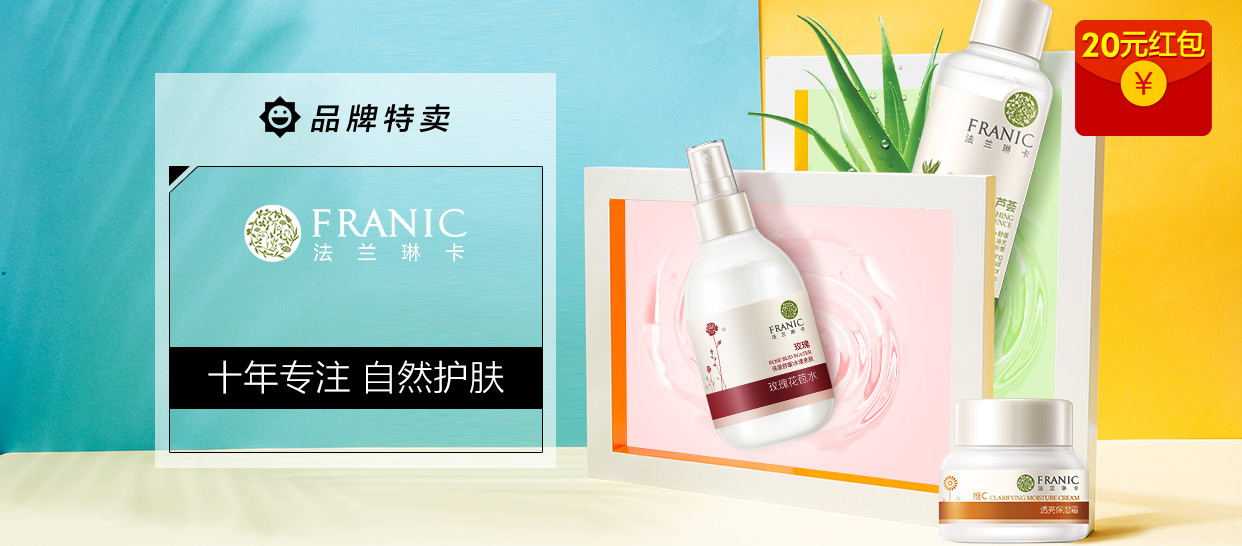 品牌特卖
FRANIC
法兰琳卡
十年专注 自然护肤
20元红包
¥
FRANIC
法兰琳卡
芦荟
FRANIC
法兰琳卡
玫瑰
ROSE BUD WATER
玫瑰花苞水
FRANIC
法兰琳卡
维C
CLARIFYING MOISTURE CREAM
透亮保湿霜